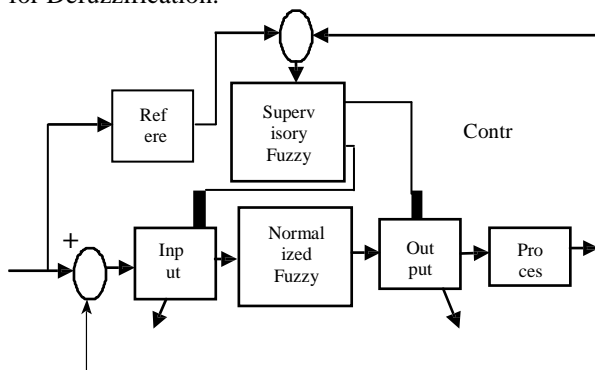 for Defuzzification.
Ref
ere
Superv
isory
Fuzzy
Contr
+
Inp
ut
Normal
ized
Fuzzy
Out
put
Pro
ces